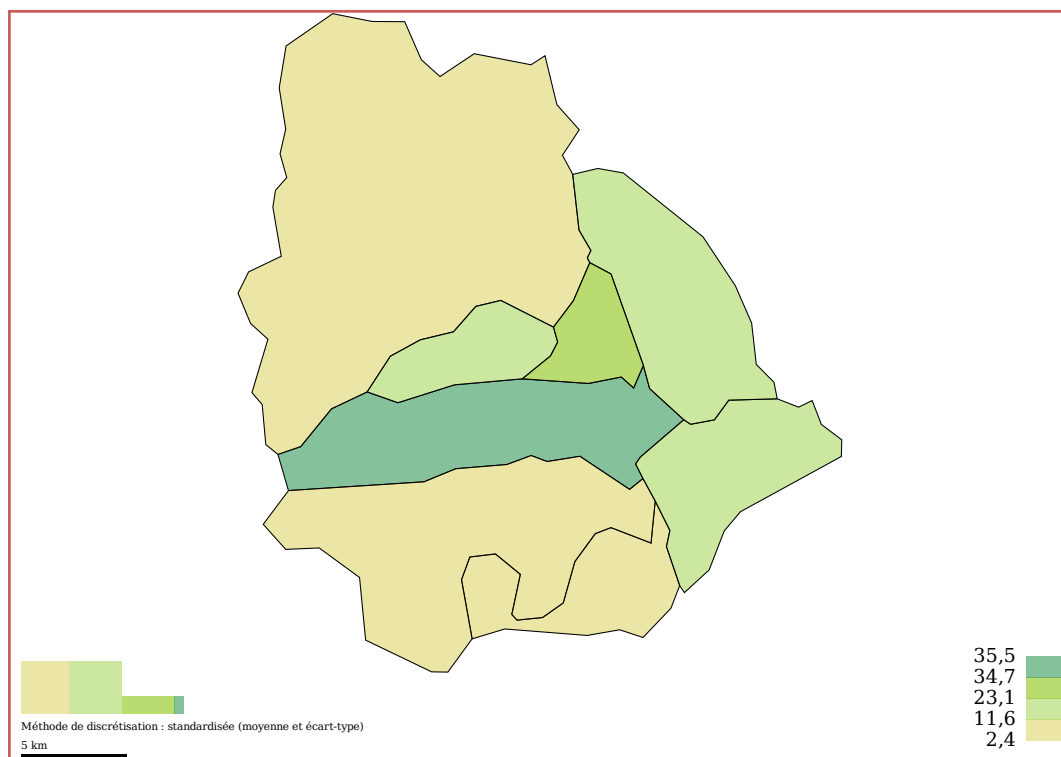 35,5
34,7
23,1
11,6
2,4
Méthode de discrétisation : standardisée (moyenne et écart-type)
5 km